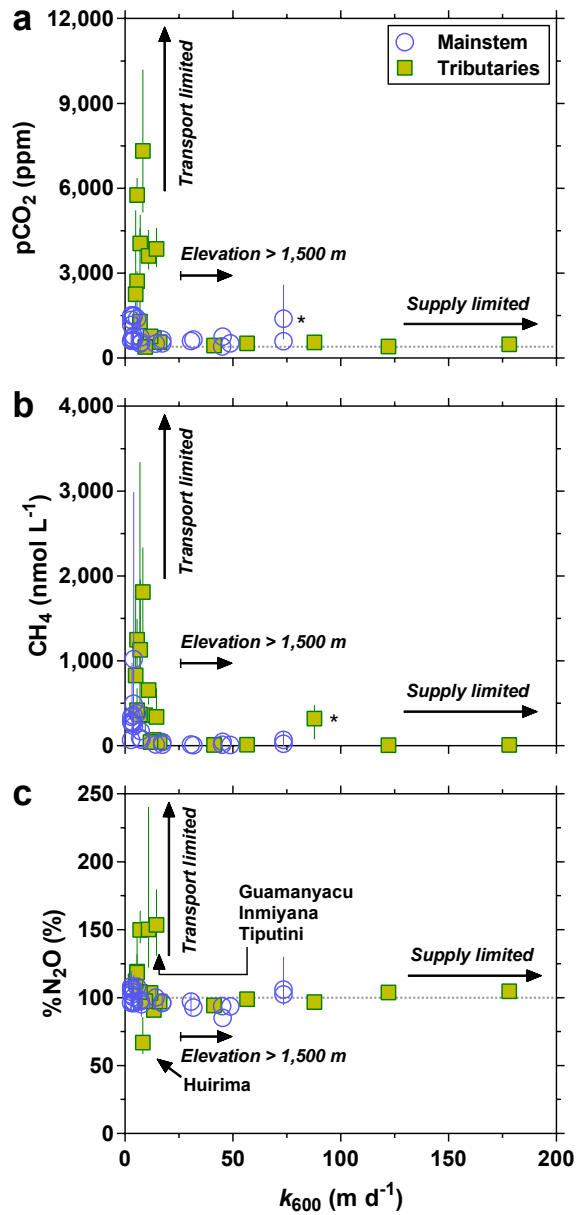 a
Mainstem
Tributaries
12,000
9,000
6,000
3,000
0
pCO₂ (ppm)
Transport limited
Elevation > 1,500 m
*
Supply limited
b
4,000
3,000
2,000
1,000
0
CH₄ (nmol L⁻¹)
Transport limited
Elevation > 1,500 m
Supply limited
*
c
250
200
150
100
50
0
%N₂O (%)
Transport limited
Guamanyacu
Inmiyana
Tiputini
Supply limited
Elevation > 1,500 m
Huirima
0 50 100 150 200
k₆₀₀ (m d⁻¹)